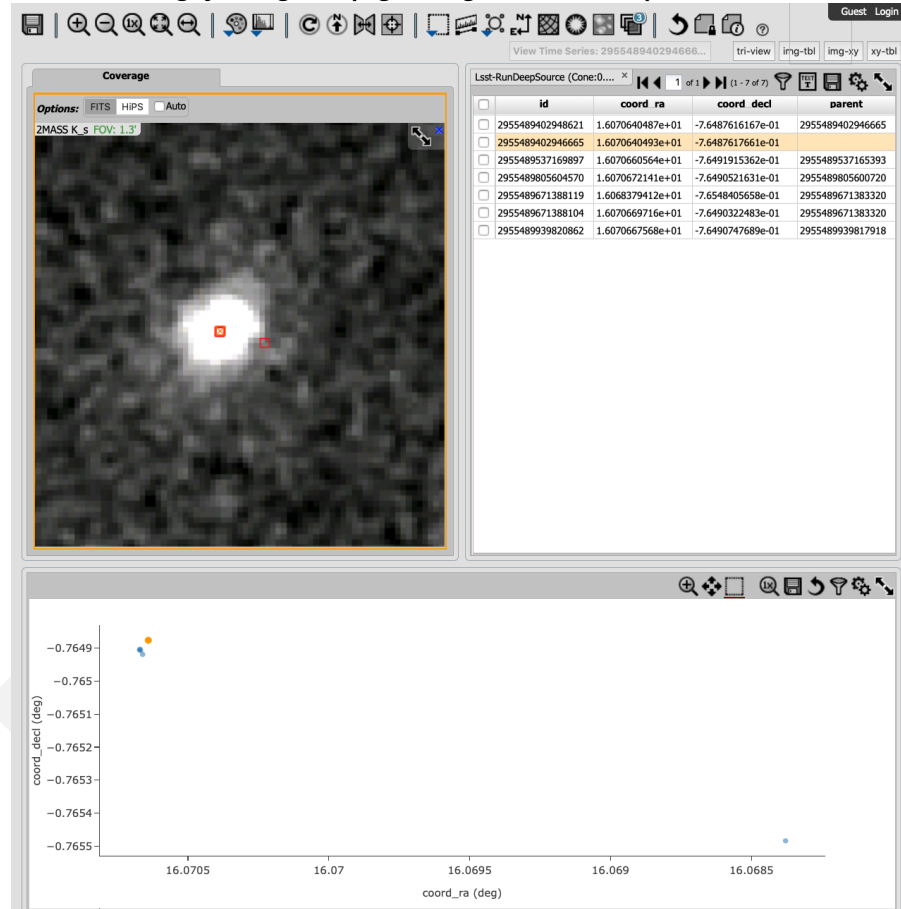 Guest Login
View Time Series: 295548940294666...
tri-view img-tbl img-xy xy-tbl
Coverage
Options: FITS HiPS Auto
2MASS K_s FOV: 1.3'
Lsst-RunDeepSource (Cone:0.... × 1 of 1 (1 - 7 of 7)
id coord_ra coord_decl parent
2955489402948621 1.6070640487e+01 -7.6487616167e-01 2955489402946665
2955489402946665 1.6070640493e+01 -7.6487617661e-01
2955489537169897 1.6070660564e+01 -7.6491915362e-01 2955489537165393
2955489805604570 1.6070672141e+01 -7.6490521631e-01 2955489805600720
2955489671388119 1.6068379412e+01 -7.6548405658e-01 2955489671383320
2955489671388104 1.6070669716e+01 -7.6490322483e-01 2955489671383320
2955489939820862 1.6070667568e+01 -7.6490747689e-01 2955489939817918
−0.7649
−0.765
−0.7651
−0.7652
−0.7653
−0.7654
−0.7655
coord_decl (deg)
16.0705 16.07 16.0695 16.069 16.0685
coord_ra (deg)